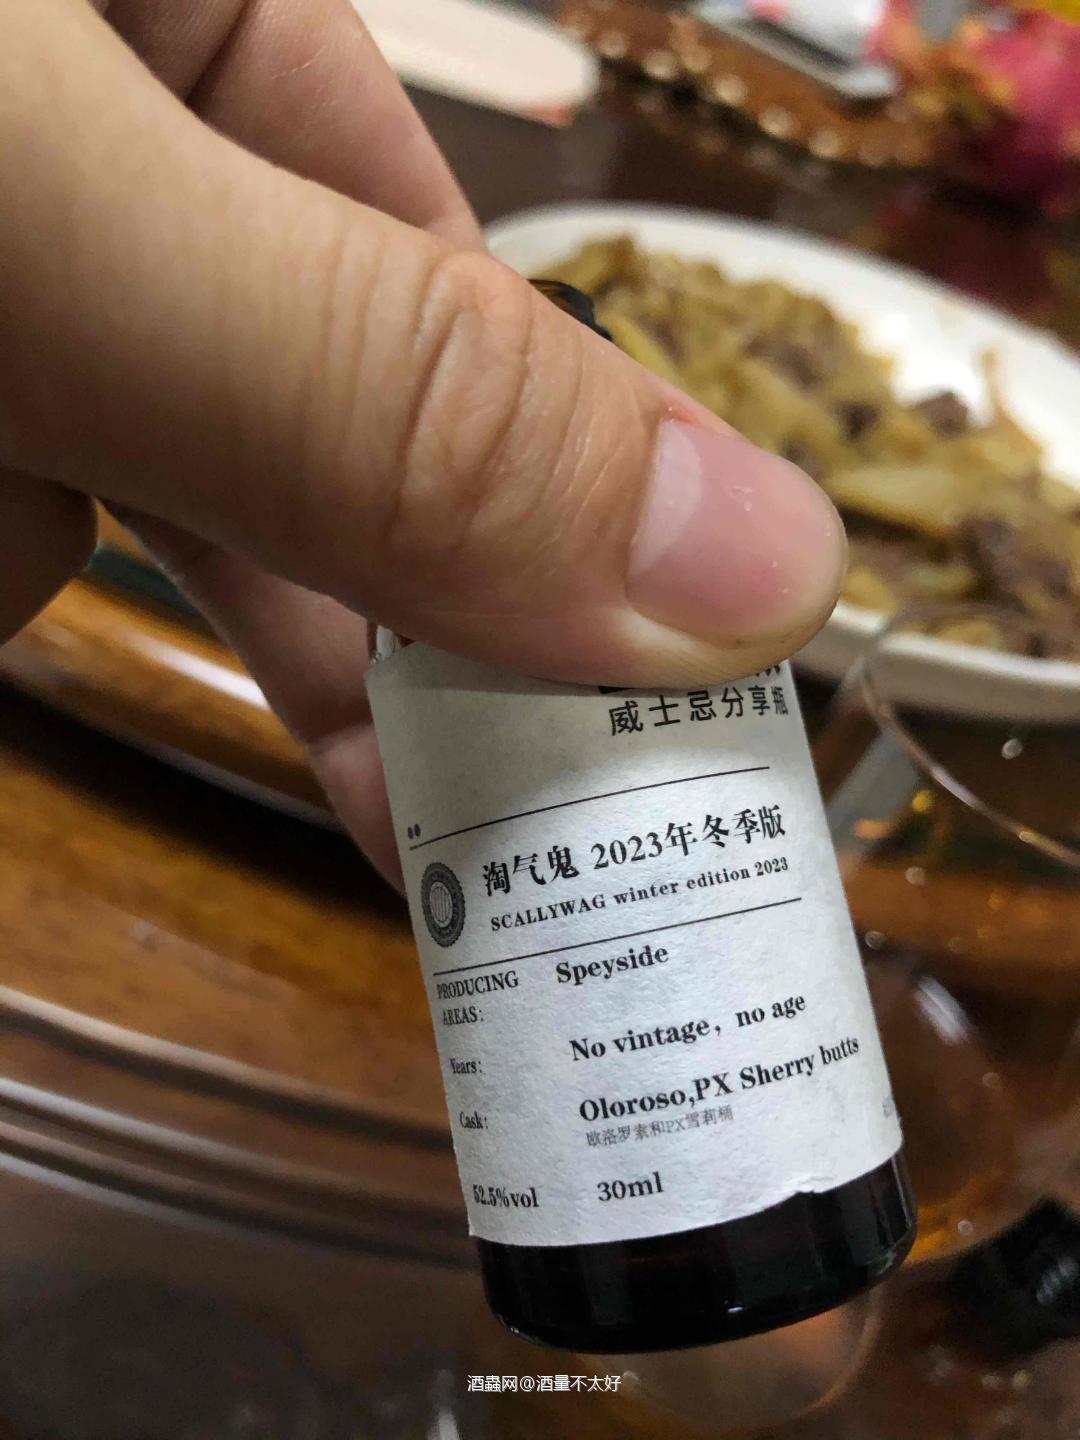 威士忌分享瓶
淘气鬼 2023年冬季版
SCALLYWAG winter edition 2023
PRODUCING AREAS: Speyside
Years: No vintage，no age
Cask: Oloroso,PX Sherry butts
欧洛罗索和PX雪莉桶
52.5%vol 30ml
酒蟲网@酒量不太好